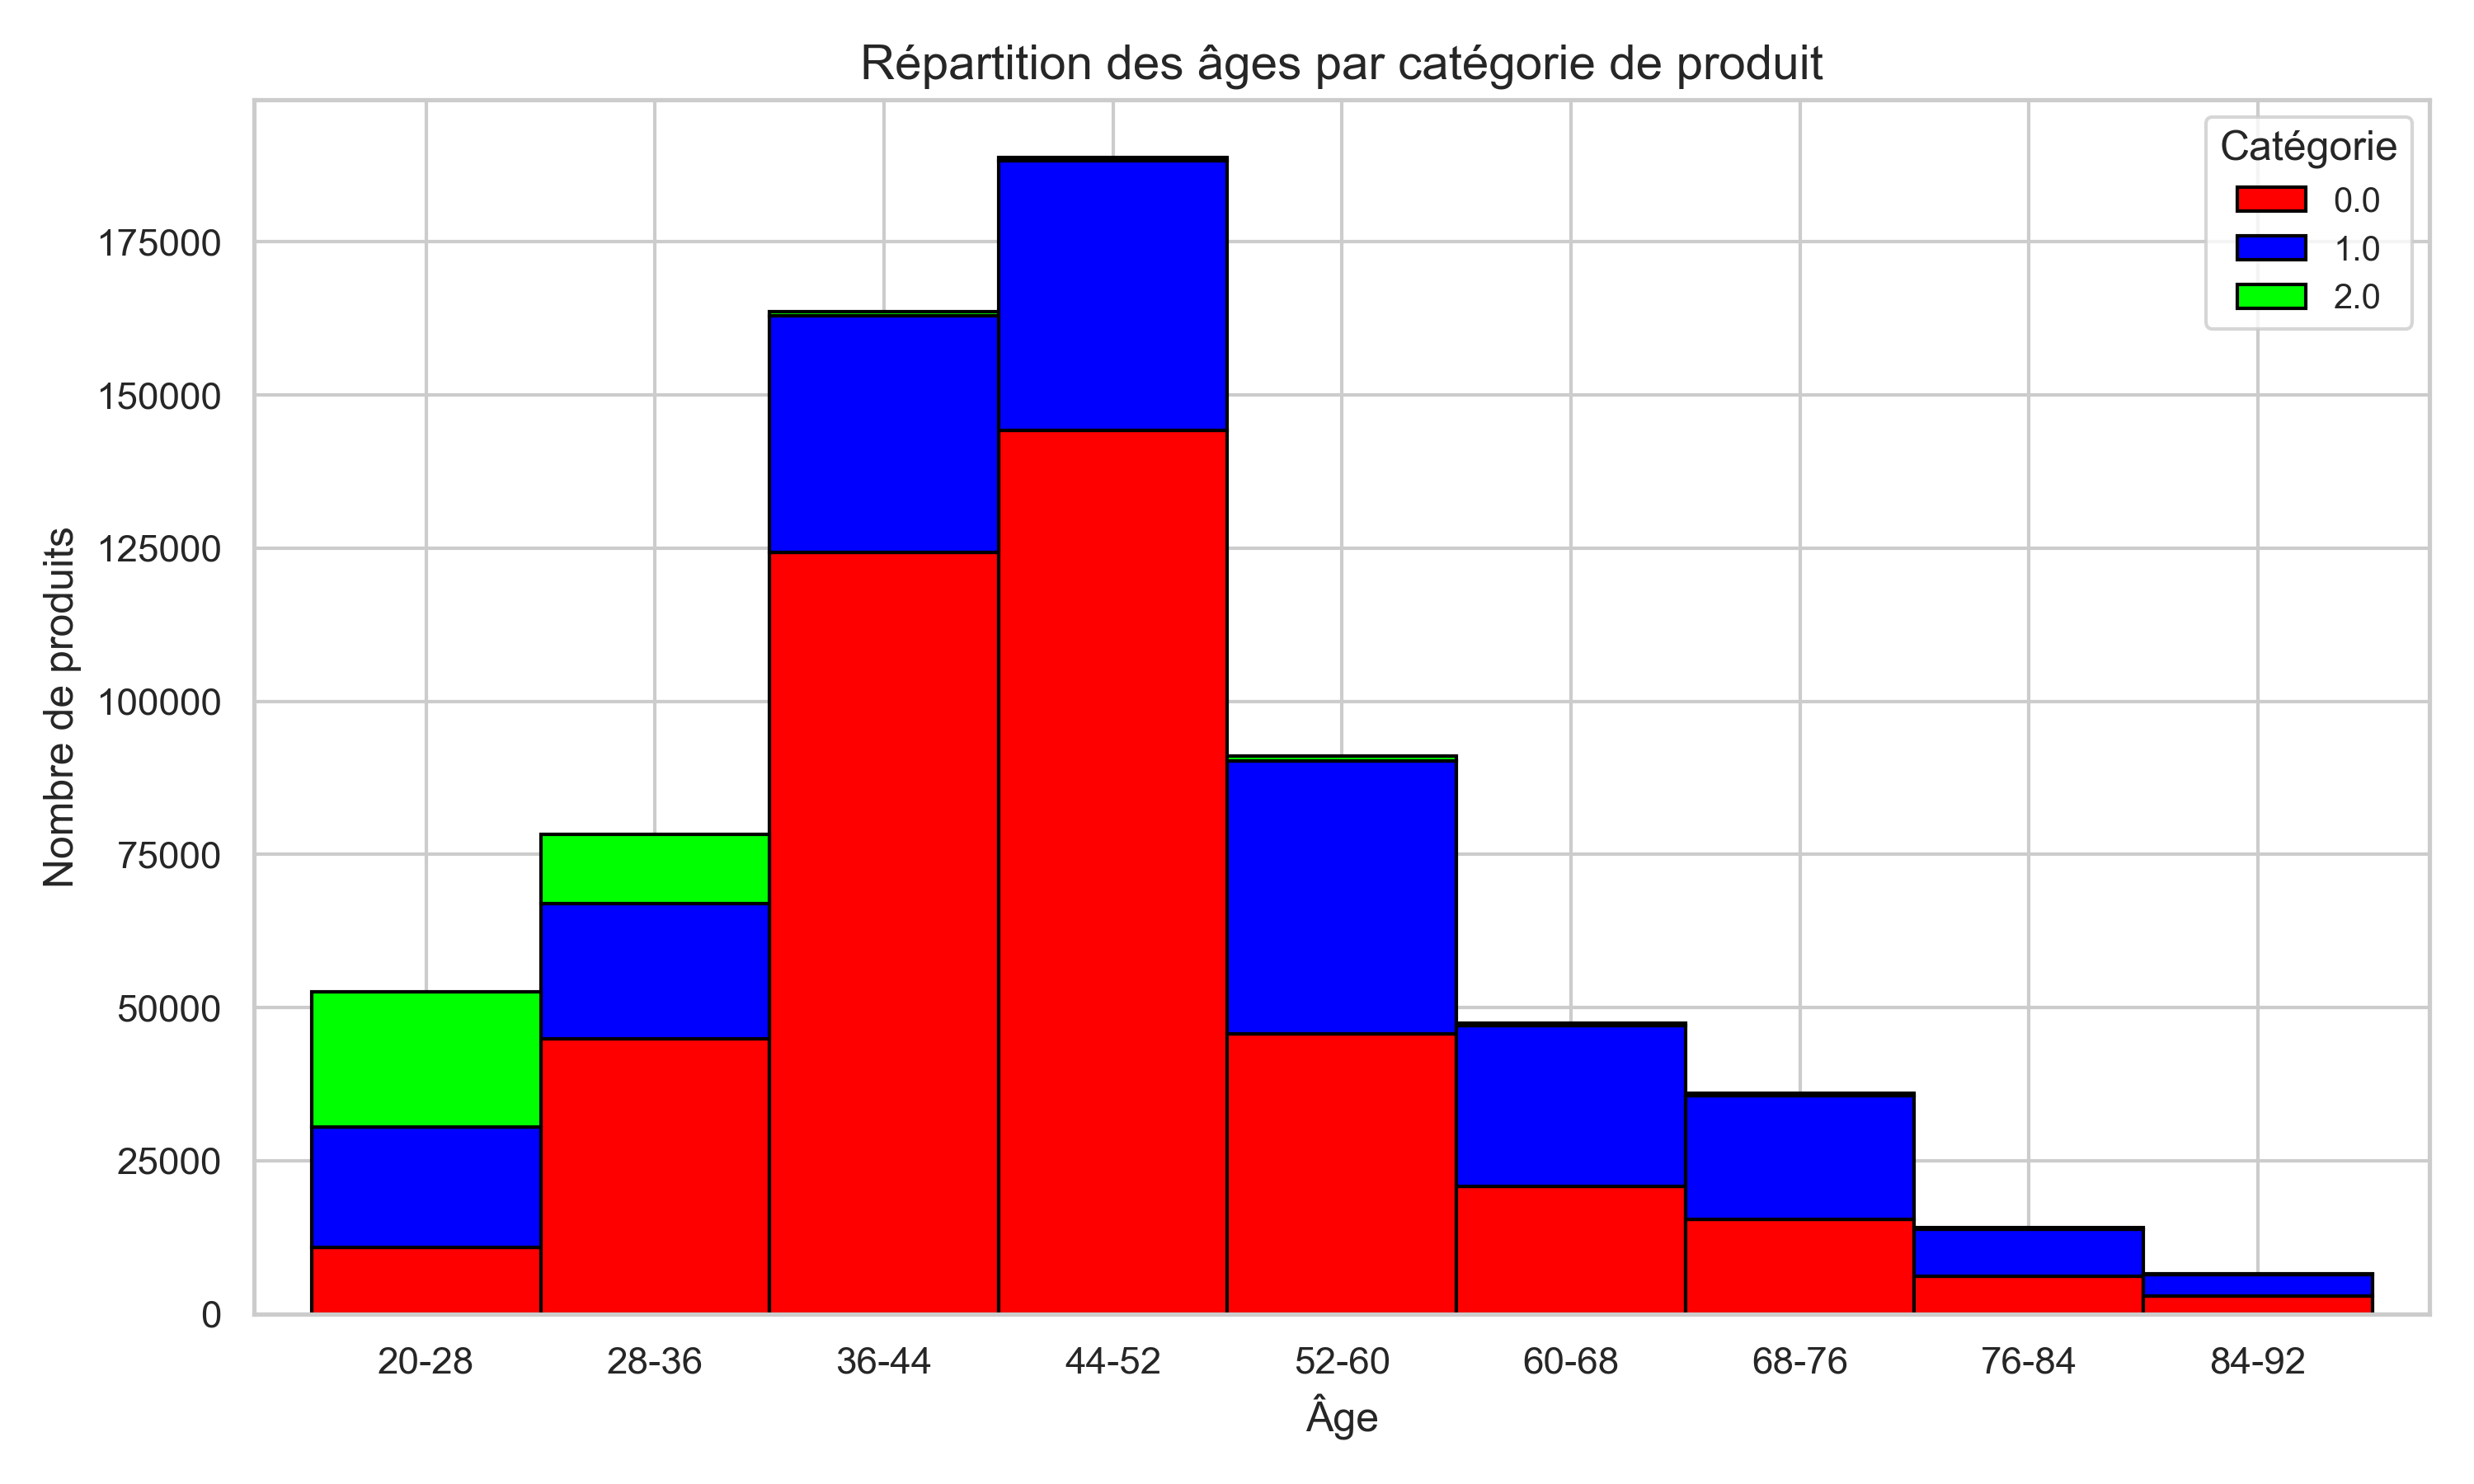 Répartition des âges par catégorie de produit
Catégorie
0.0
1.0
2.0
Nombre de produits
175000
150000
125000
100000
75000
50000
25000
0
20-28 28-36 36-44 44-52 52-60 60-68 68-76 76-84 84-92
Âge